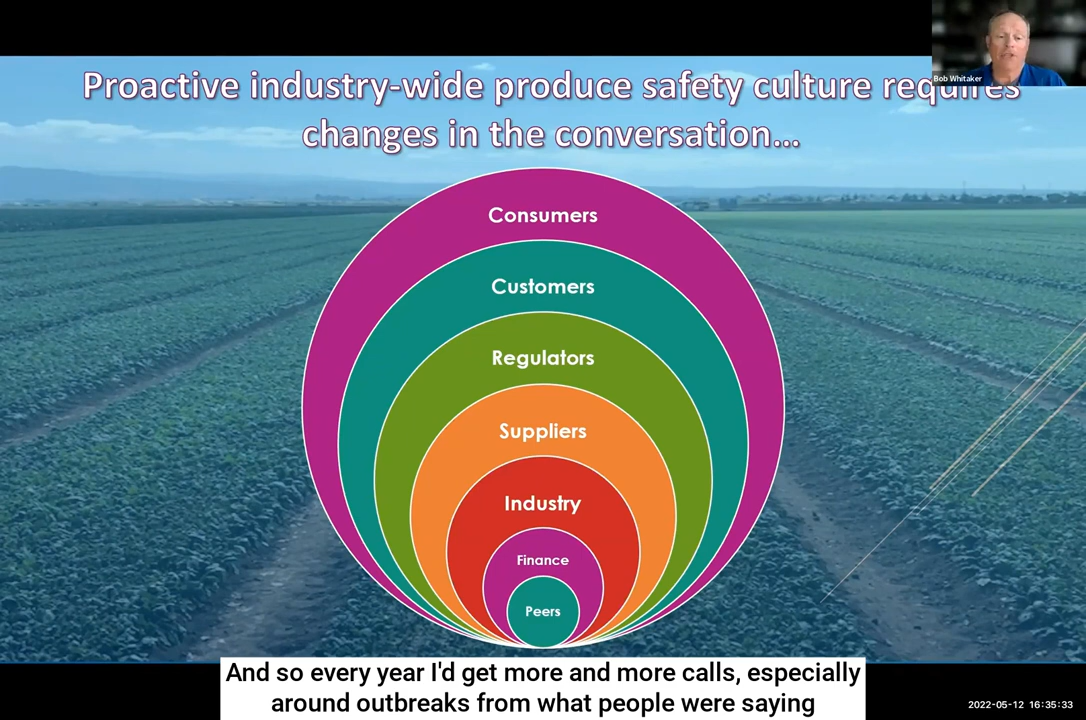 Bob Whitaker
Proactive industry-wide produce safety culture requires
changes in the conversation...
Consumers
Customers
Regulators
Suppliers
Industry
Finance
Peers
And so every year I'd get more and more calls, especially
around outbreaks from what people were saying
2022-05-12 16:35:33